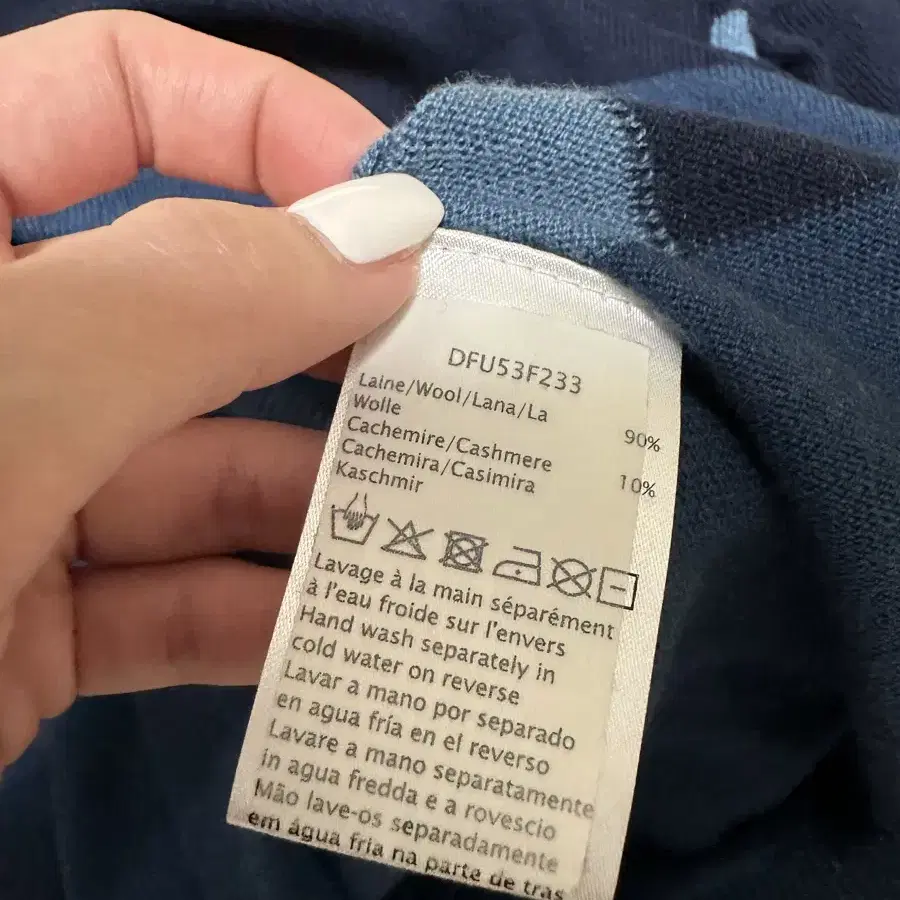 DFU53F233
Laine/Wool/Lana/La
Wolle 90%
Cachemire/Cashmere
Cachemira/Casimira 10%
Kaschmir
Lavage à la main séparément
à l'eau froide sur l'envers
Hand wash separately in
cold water on reverse
Lavar a mano por separado
en agua fría en el reverso
Lavare a mano separatamente
in agua fredda e a rovescio
Mão lave-os separadamente
em água fria na parte de tras